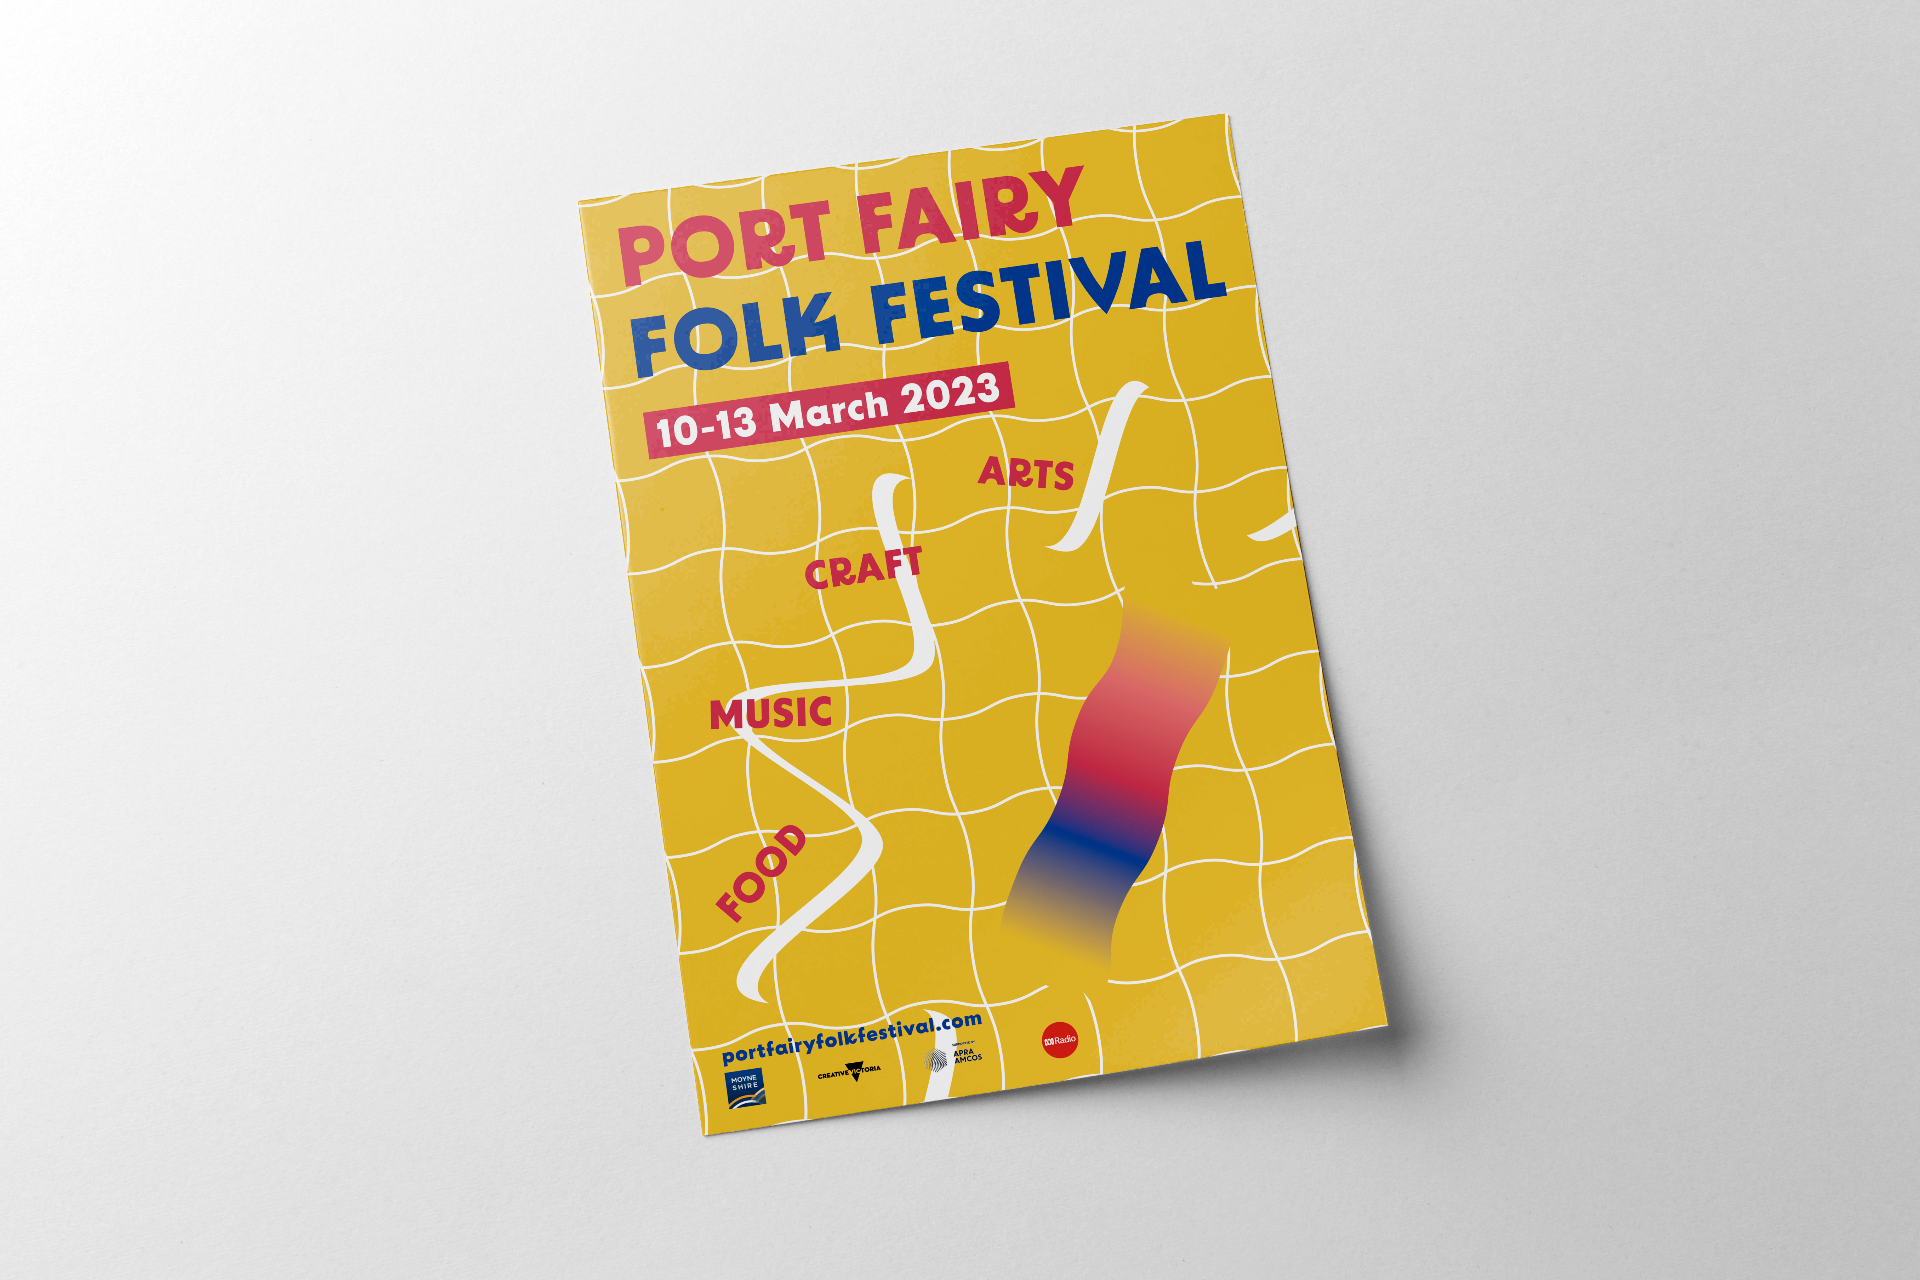 PORT FAIRY
FOLK FESTIVAL
10-13 March 2023
ARTS
CRAFT
MUSIC
FOOD
portfairyfolkfestival.com
MOYNE
SHIRE
CREATIVE VICTORIA
APRA
AMCOS
ABC Radio